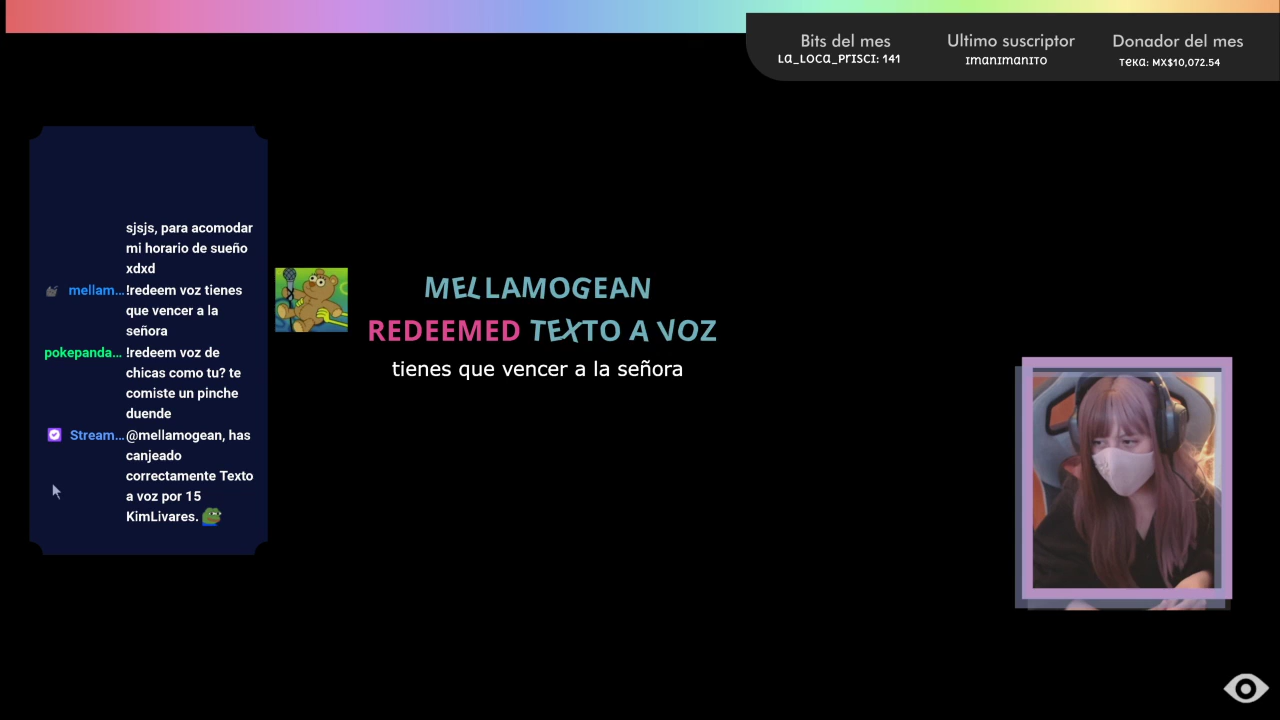 Bits del mes
La_Loca_Prisci: 141
Ultimo suscriptor
imanimanito
Donador del mes
Teka: MX$10,072.54
sjsjs, para acomodar
mi horario de sueño
xdxd
mellam... !redeem voz tienes
que vencer a la
señora
pokepanda... !redeem voz de
chicas como tu? te
comiste un pinche
duende
Stream... @mellamogean, has
canjeado
correctamente Texto
a voz por 15
KimLivares.
MELLAMOGEAN
REDEEMED TEXTO A VOZ
tienes que vencer a la señora